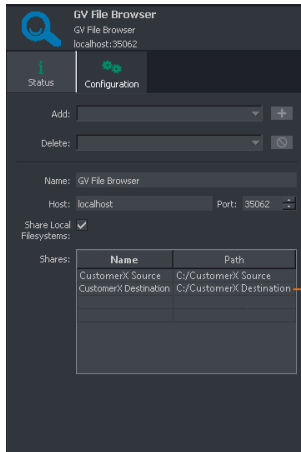 GV File Browser
GV File Browser
localhost:35062
i
Status
Configuration
Add:
Delete:
Name: GV File Browser
Host: localhost Port: 35062
Share Local
Filesystems:
Shares: Name Path
CustomerX Source C:/CustomerX Source
CustomerX Destination C:/CustomerX Destination